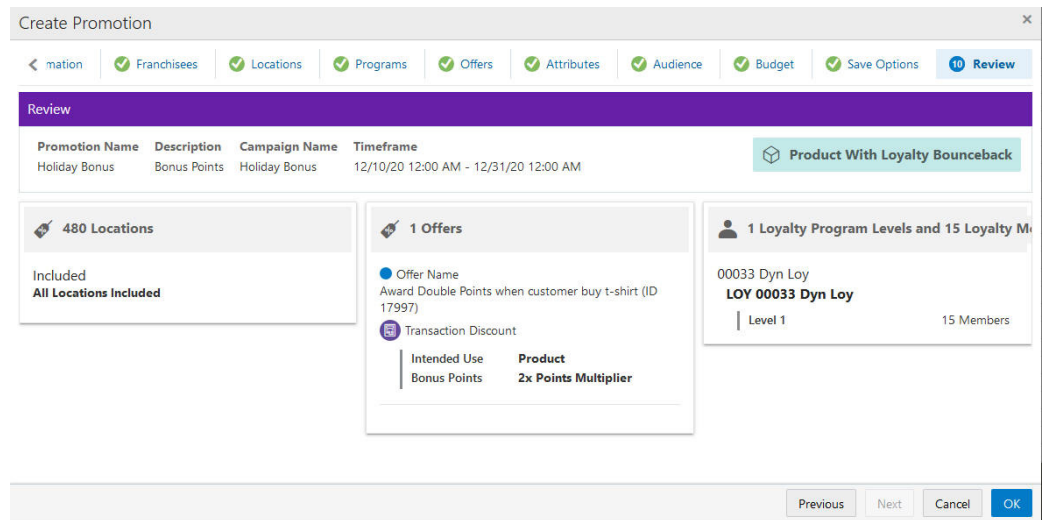 Create Promotion
mation Franchisees Locations Programs Offers Attributes Audience Budget Save Options 10 Review
Review
Promotion Name Description Campaign Name Timeframe
Holiday Bonus Bonus Points Holiday Bonus 12/10/20 12:00 AM - 12/31/20 12:00 AM
Product With Loyalty Bounceback
480 Locations
Included
All Locations Included
1 Offers
Offer Name
Award Double Points when customer buy t-shirt (ID
17997)
Transaction Discount
Intended Use Product
Bonus Points 2x Points Multiplier
1 Loyalty Program Levels and 15 Loyalty M
00033 Dyn Loy
LOY 00033 Dyn Loy
Level 1 15 Members
Previous Next Cancel OK